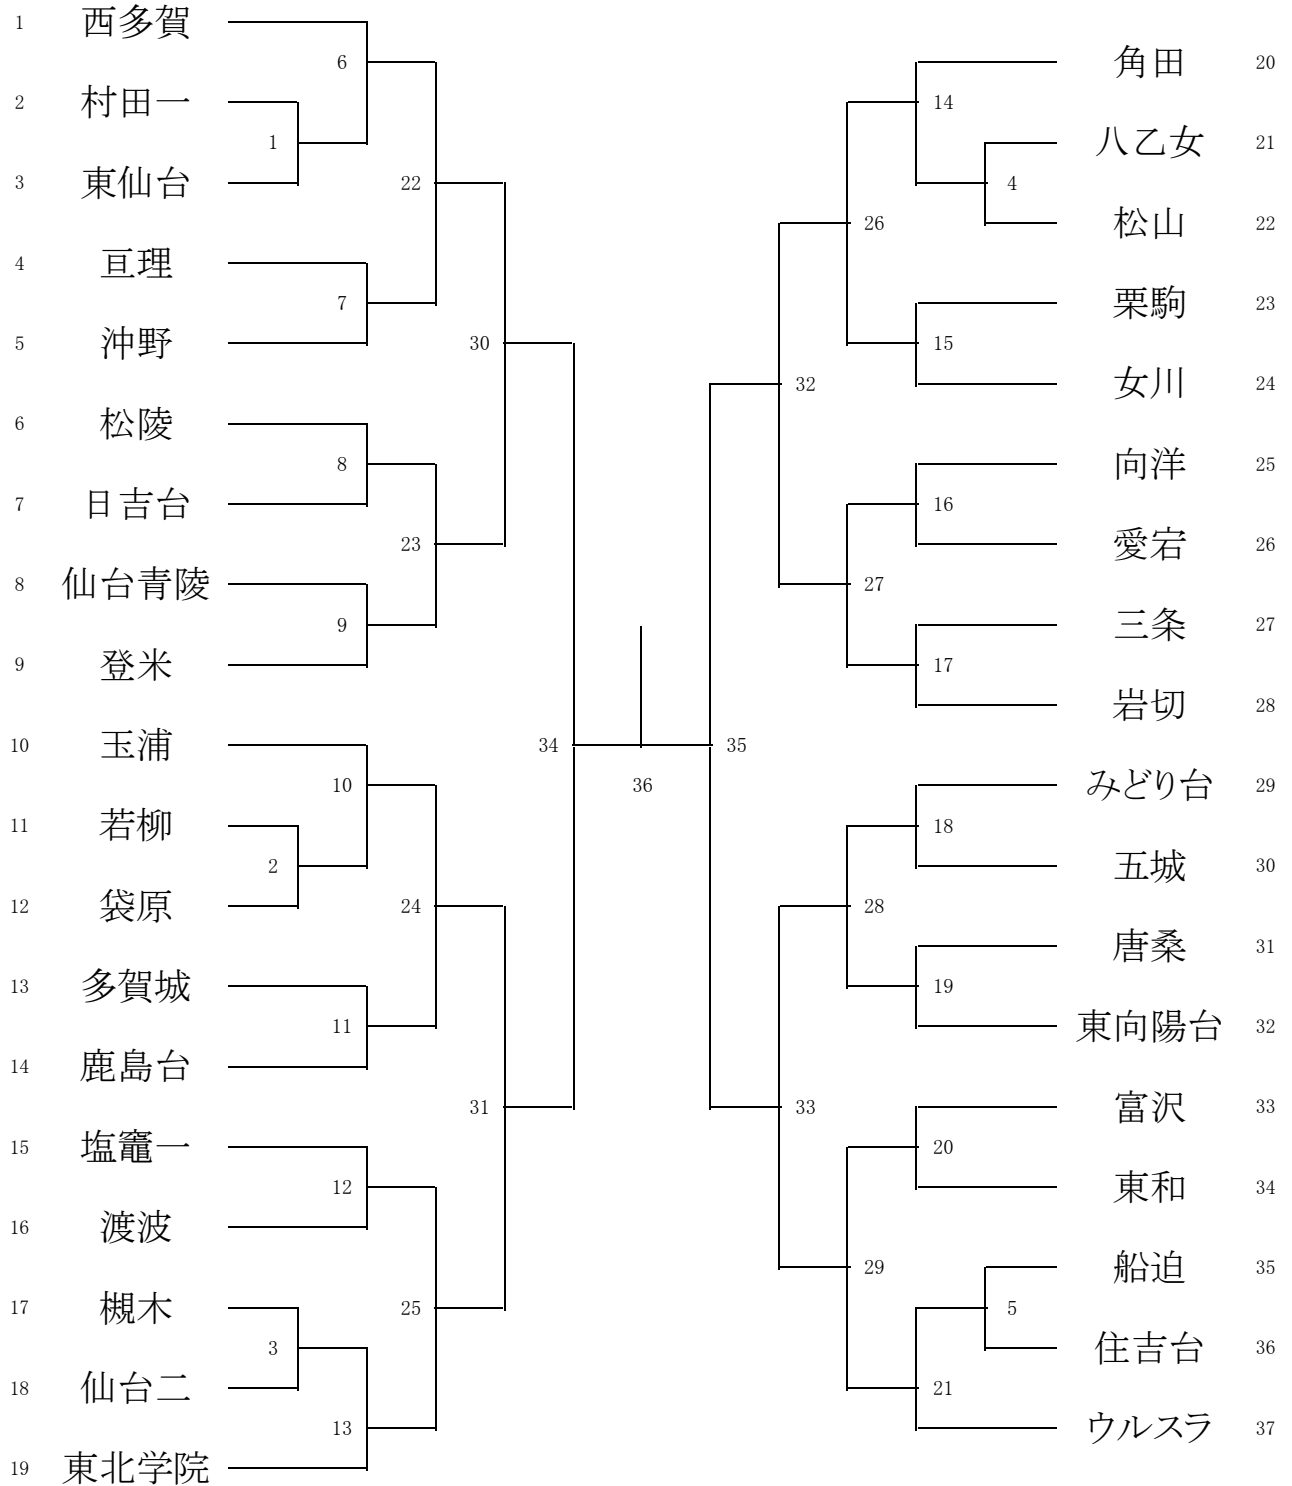 1 西多賀
6
角田 20
2 村田一
14
1
八乙女 21
3 東仙台
22
4
26
松山 22
4 亘理
7
栗駒 23
5 沖野
30
15
32
女川 24
6 松陵
8
向洋 25
7 日吉台
16
23
愛宕 26
8 仙台青陵
27
9
三条 27
9 登米
17
岩切 28
10 玉浦
34
35
36
10
みどり台 29
11 若柳
18
2
五城 30
12 袋原
24
28
唐桑 31
13 多賀城
19
11
東向陽台 32
14 鹿島台
31
33
富沢 33
15 塩竈一
20
12
東和 34
16 渡波
29
船迫 35
17 槻木
25
5
3
住吉台 36
18 仙台二
21
13
ウルスラ 37
19 東北学院